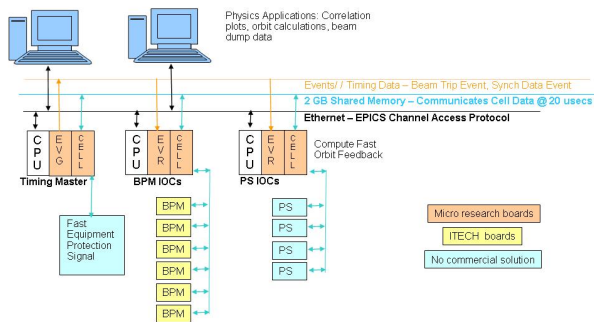 Physics Applications: Correlation
plots, orbit calculations, beam
dump data
Events/ / Timing Data – Beam Trip Event, Synch Data Event
2 GB Shared Memory – Communicates Cell Data @ 20 usecs
Ethernet – EPICS Channel Access Protocol
CPU
EVG
CELL
CPU
EVR
CELL
CPU
EVR
CELL
Compute Fast
Orbit Feedback
Timing Master
BPM IOCs
PS IOCs
Fast
Equipment
Protection
Signal
BPM
BPM
BPM
BPM
BPM
BPM
PS
PS
PS
PS
Micro research boards
ITECH boards
No commercial solution